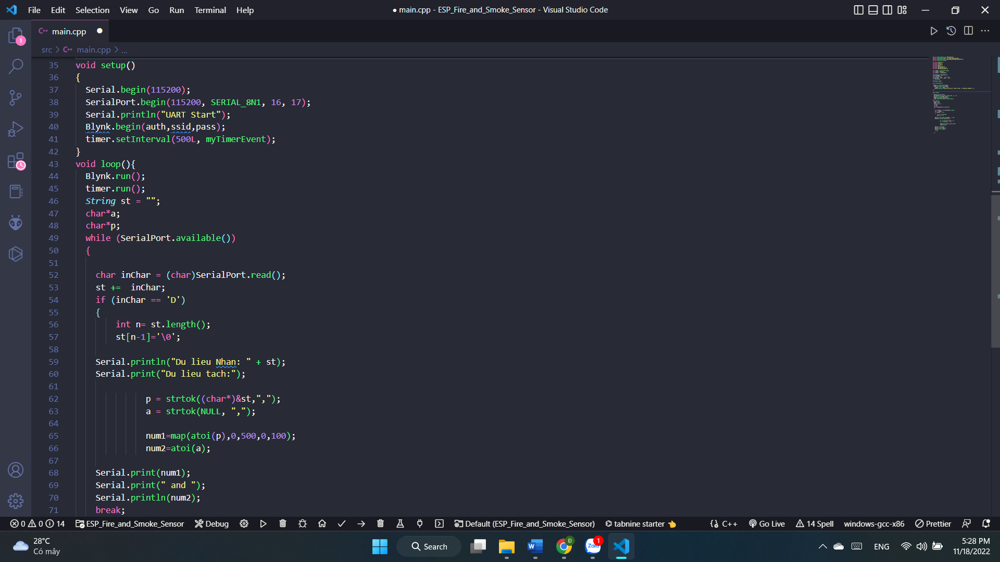 File Edit Selection View Go Run Terminal Help
● main.cpp - ESP_Fire_and_Smoke_Sensor - Visual Studio Code
C++ main.cpp ●
1
src > C++ main.cpp > ...
35 void setup()
36 {
37 Serial.begin(115200);
38 SerialPort.begin(115200, SERIAL_8N1, 16, 17);
39 Serial.println("UART Start");
40 Blynk.begin(auth,ssid,pass);
41 timer.setInterval(500L, myTimerEvent);
42 }
43 void loop(){
44 Blynk.run();
45 timer.run();
46 String st = "";
47 char*a;
48 char*p;
49 while (SerialPort.available())
50 {
51
52 char inChar = (char)SerialPort.read();
53 st += inChar;
54 if (inChar == 'D')
55 {
56 int n= st.length();
57 st[n-1]='\0';
58
59 Serial.println("Du lieu Nhan: " + st);
60 Serial.print("Du lieu tach:");
61
62 p = strtok((char*)&st,",");
63 a = strtok(NULL, ",");
64
65 num1=map(atoi(p),0,500,0,100);
66 num2=atoi(a);
67
68 Serial.print(num1);
69 Serial.print(" and ");
70 Serial.println(num2);
71 break;
0 0 14 ESP_Fire_and_Smoke_Sensor Debug Default (ESP_Fire_and_Smoke_Sensor) tabnine starter 👈 C++ Go Live 14 Spell windows-gcc-x86 Prettier
28°C
Có mây
Search
W
Đ
Zalo
1
ENG
5:28 PM
11/18/2022